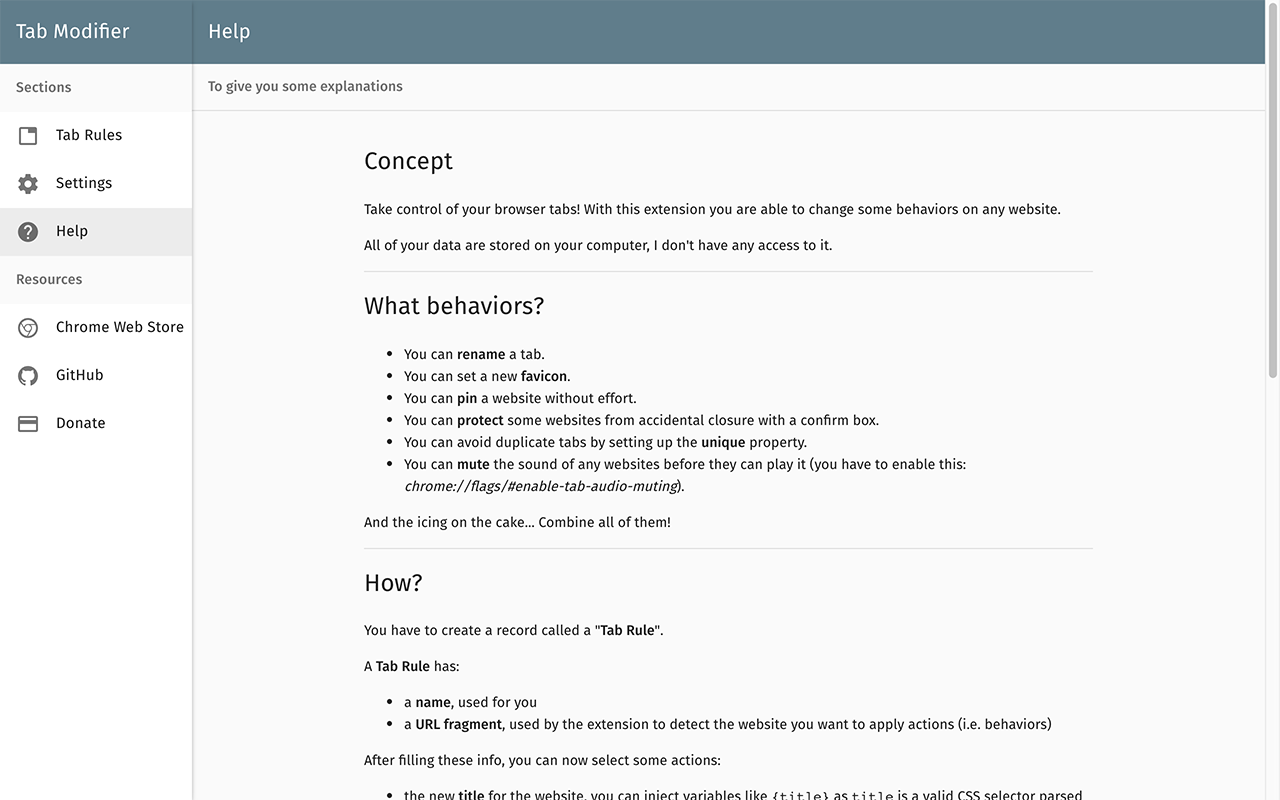 Tab Modifier
Help
Sections
To give you some explanations
Tab Rules
Settings
Help
Resources
Chrome Web Store
GitHub
Donate
Concept
Take control of your browser tabs! With this extension you are able to change some behaviors on any website.
All of your data are stored on your computer, I don't have any access to it.
What behaviors?
• You can rename a tab.
• You can set a new favicon.
• You can pin a website without effort.
• You can protect some websites from accidental closure with a confirm box.
• You can avoid duplicate tabs by setting up the unique property.
• You can mute the sound of any websites before they can play it (you have to enable this:
chrome://flags/#enable-tab-audio-muting).
And the icing on the cake... Combine all of them!
How?
You have to create a record called a "Tab Rule".
A Tab Rule has:
• a name, used for you
• a URL fragment, used by the extension to detect the website you want to apply actions (i.e. behaviors)
After filling these info, you can now select some actions:
• the new title for the website, you can inject variables like {title} as title is a valid CSS selector parsed